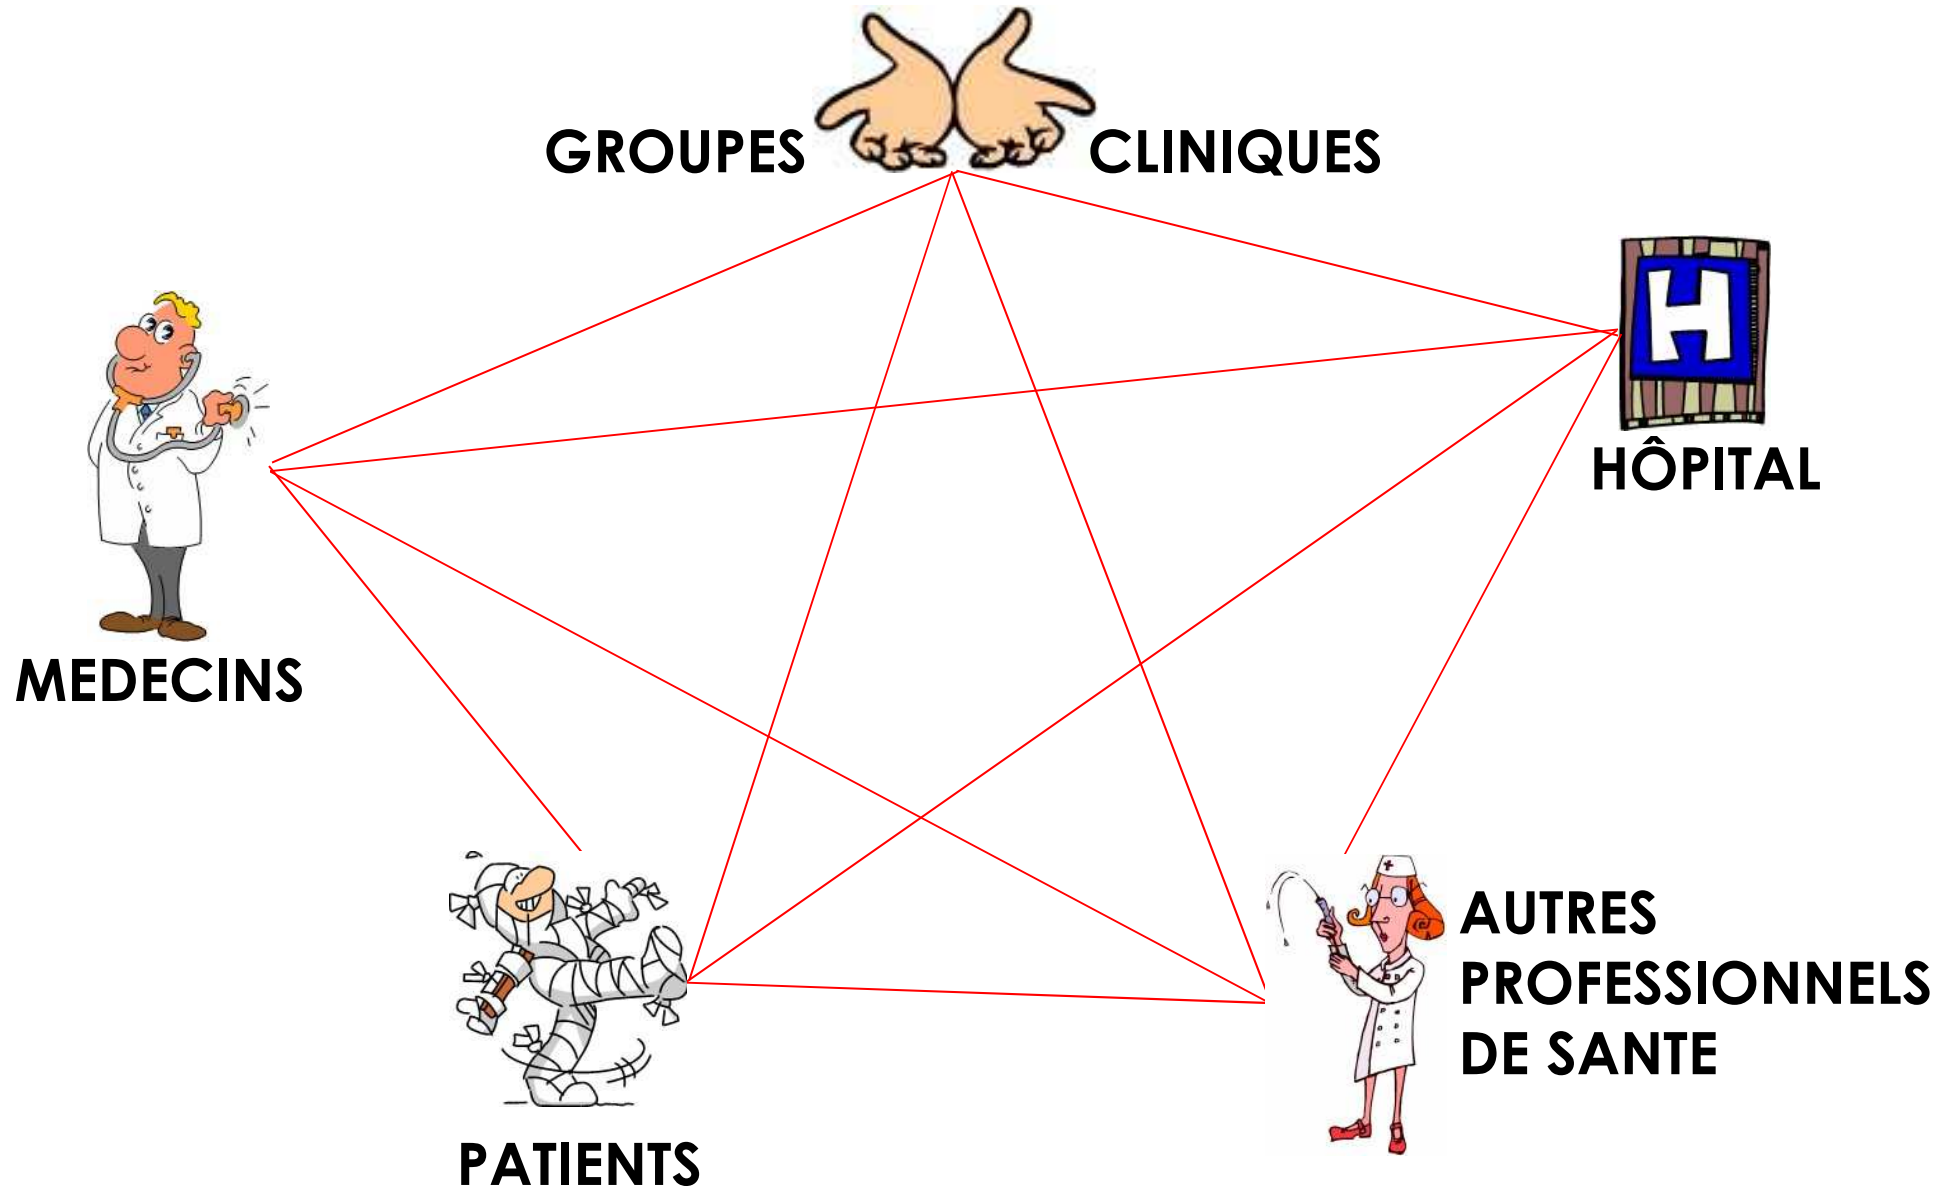 GROUPES CLINIQUES
H
HÔPITAL
MEDECINS
AUTRES
PROFESSIONNELS
DE SANTE
PATIENTS